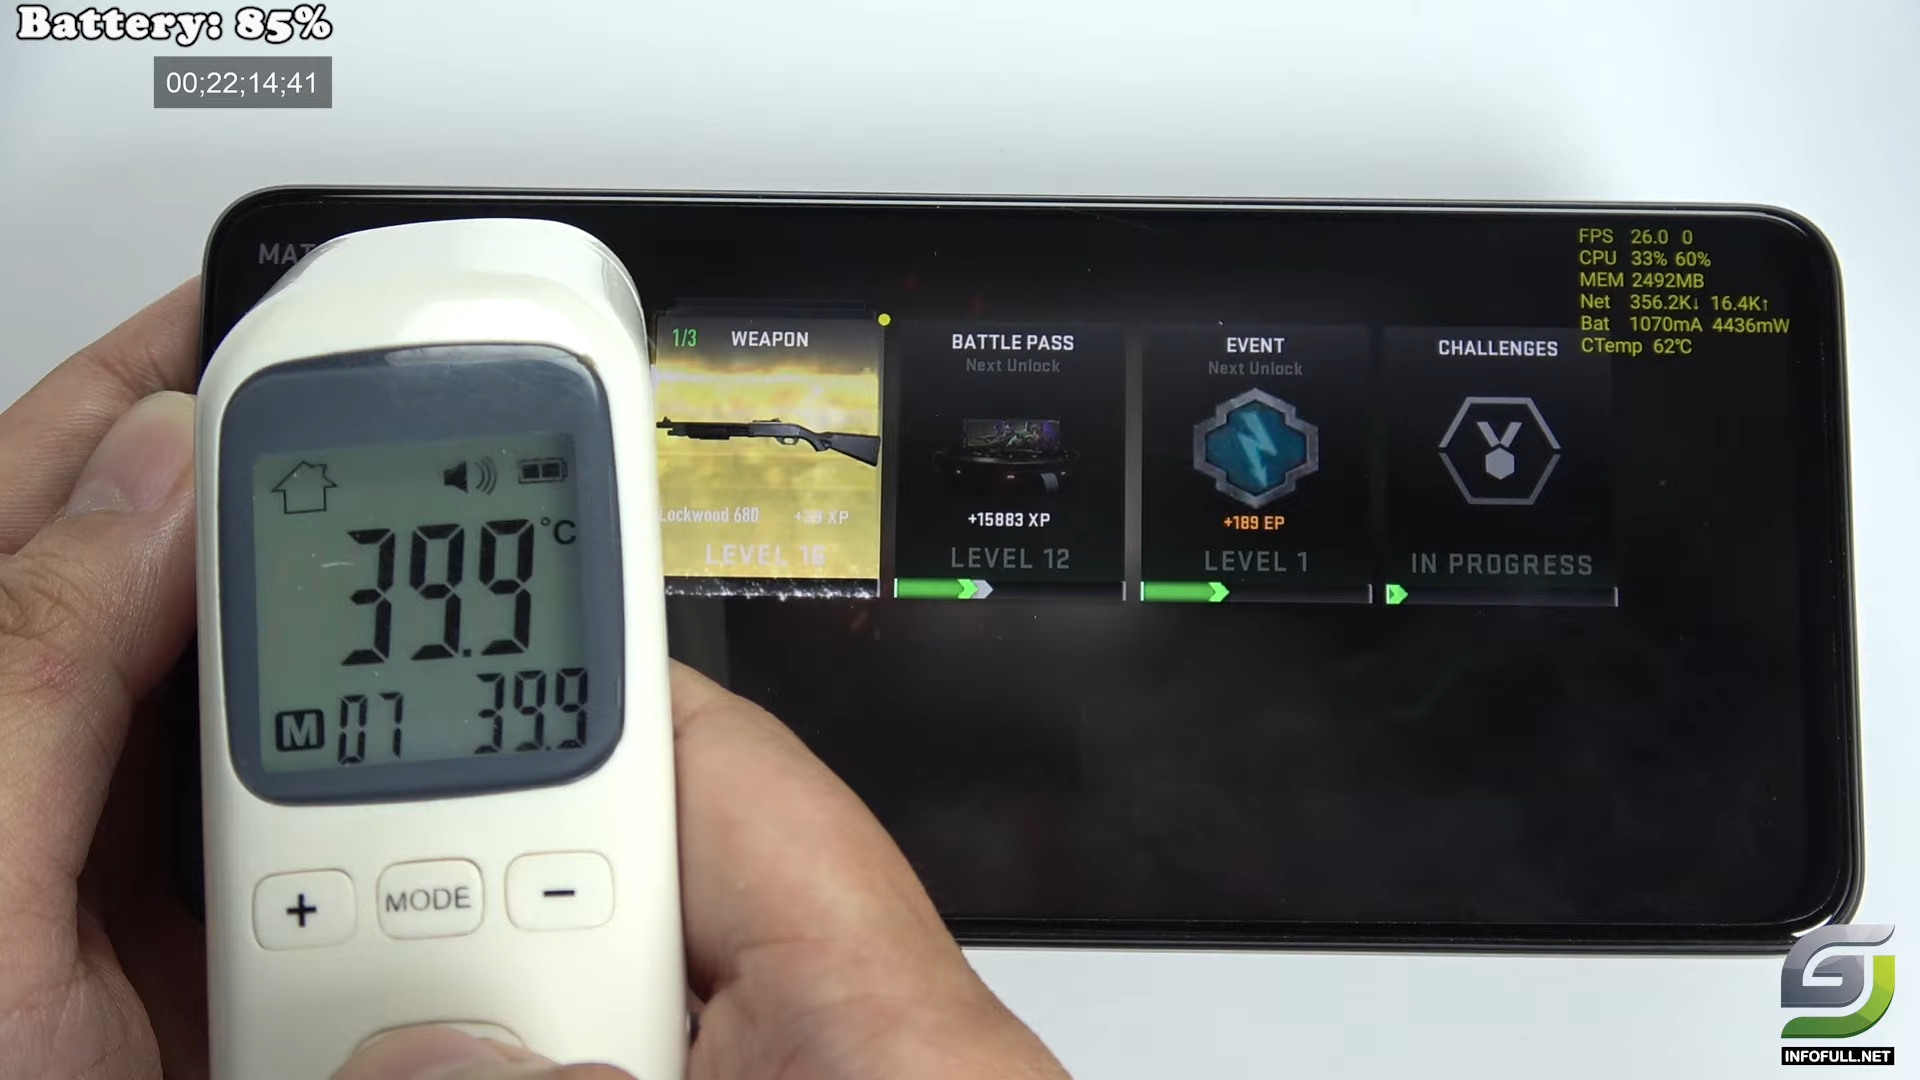 Battery: 85%
00;22;14;41
MAT
FPS 26.0 0
CPU 33% 60%
MEM 2492MB
Net 356.2K↓ 16.4K↑
Bat 1070mA 4436mW
CTemp 62℃
1/3 WEAPON
Lockwood 680
LEVEL 16
BATTLE PASS
Next Unlock
+15883 XP
LEVEL 12
EVENT
Next Unlock
+189 EP
LEVEL 1
CHALLENGES
IN PROGRESS
39.9 °C
M 07 39.9
+ MODE −
INFOFULL.NET